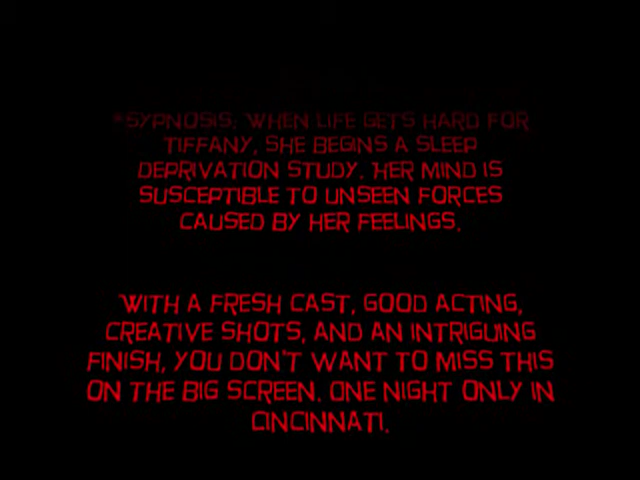 *SYPNOSIS. WHEN LIFE GETS HARD FOR
TIFFANY, SHE BEGINS A SLEEP
DEPRIVATION STUDY. HER MIND IS
SUSCEPTIBLE TO UNSEEN FORCES
CAUSED BY HER FEELINGS.
WITH A FRESH CAST, GOOD ACTING,
CREATIVE SHOTS, AND AN INTRIGUING
FINISH, YOU DON'T WANT TO MISS THIS
ON THE BIG SCREEN. ONE NIGHT ONLY IN
CINCINNATI.